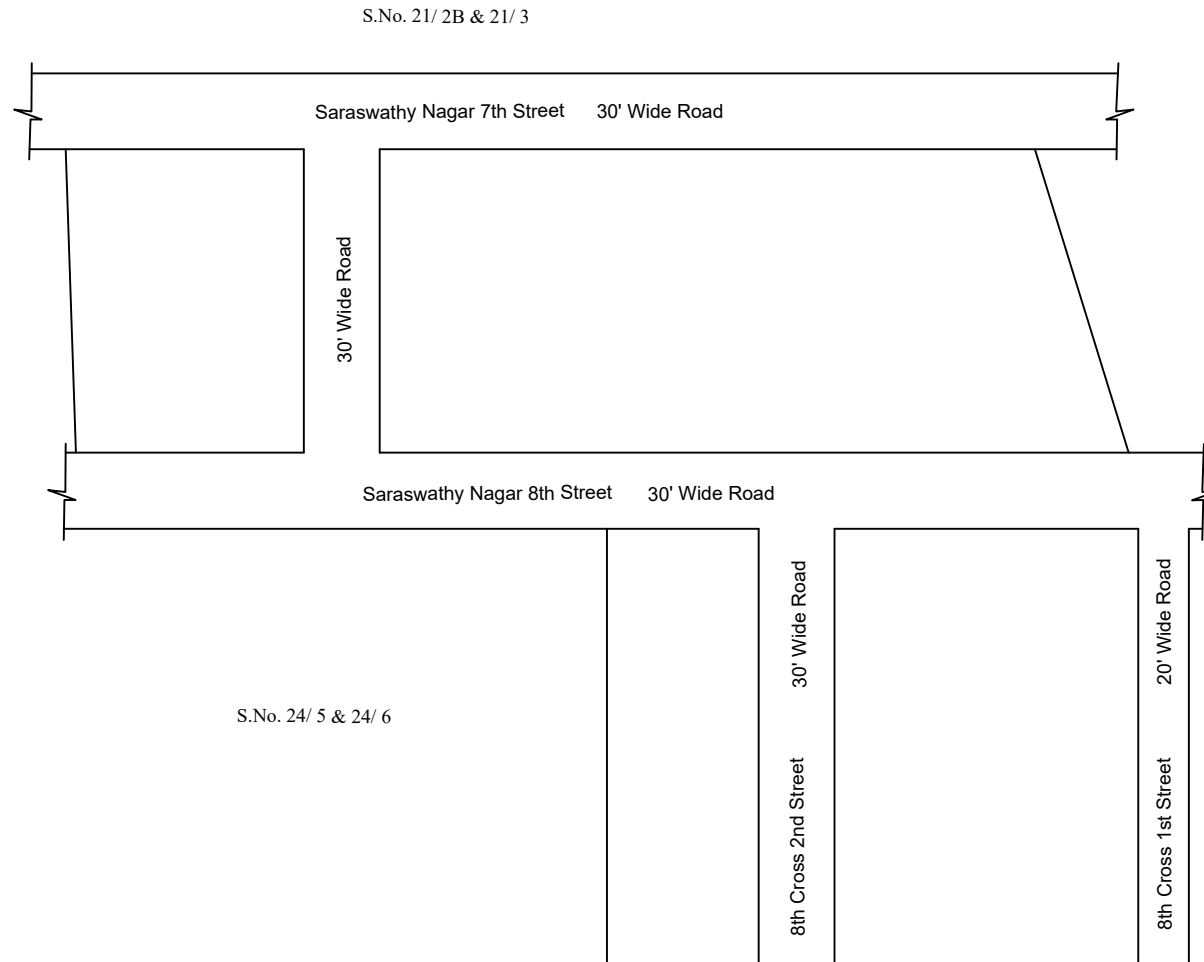 S.No. 21/ 2B & 21/ 3
Saraswathy Nagar 7th Street 30' Wide Road
30' Wide Road
Saraswathy Nagar 8th Street 30' Wide Road
30' Wide Road
20' Wide Road
S.No. 24/ 5 & 24/ 6
8th Cross 2nd Street
8th Cross 1st Street